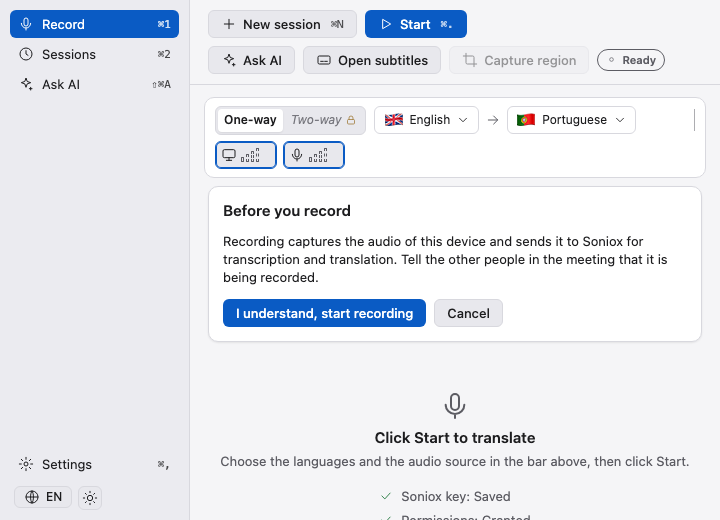 Record ⌘1
Sessions ⌘2
Ask AI ⇧⌘A
Settings ⌘,
EN
New session ⌘N
Start ⌘.
Ask AI
Open subtitles
Capture region
Ready
One-way
Two-way
English
Portuguese
Before you record
Recording captures the audio of this device and sends it to Soniox for
transcription and translation. Tell the other people in the meeting that it is
being recorded.
I understand, start recording
Cancel
Click Start to translate
Choose the languages and the audio source in the bar above, then click Start.
Soniox key: Saved
Permissions: Granted